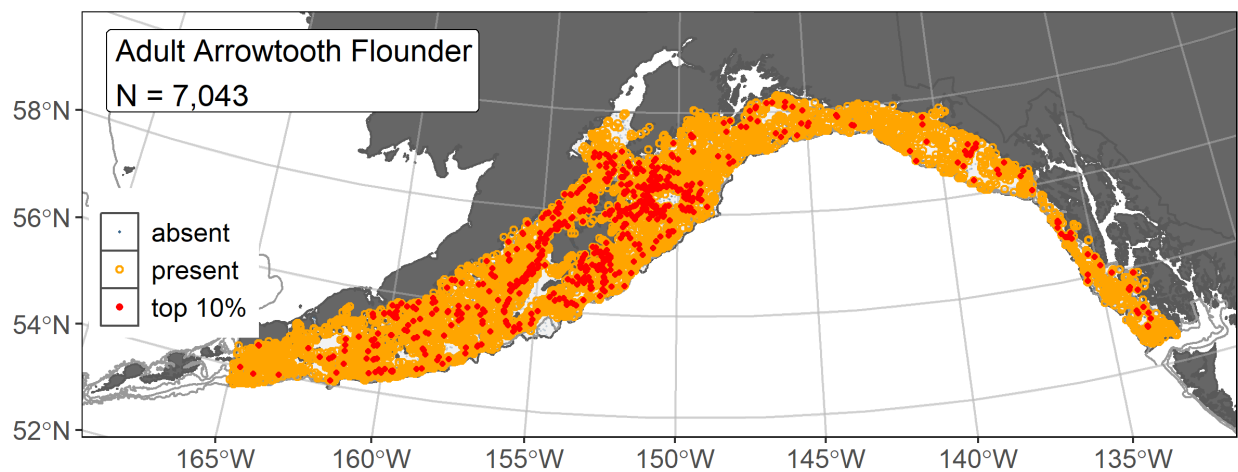 Adult Arrowtooth Flounder
N = 7,043
58°N
56°N
54°N
52°N
absent
present
top 10%
165°W 160°W 155°W 150°W 145°W 140°W 135°W